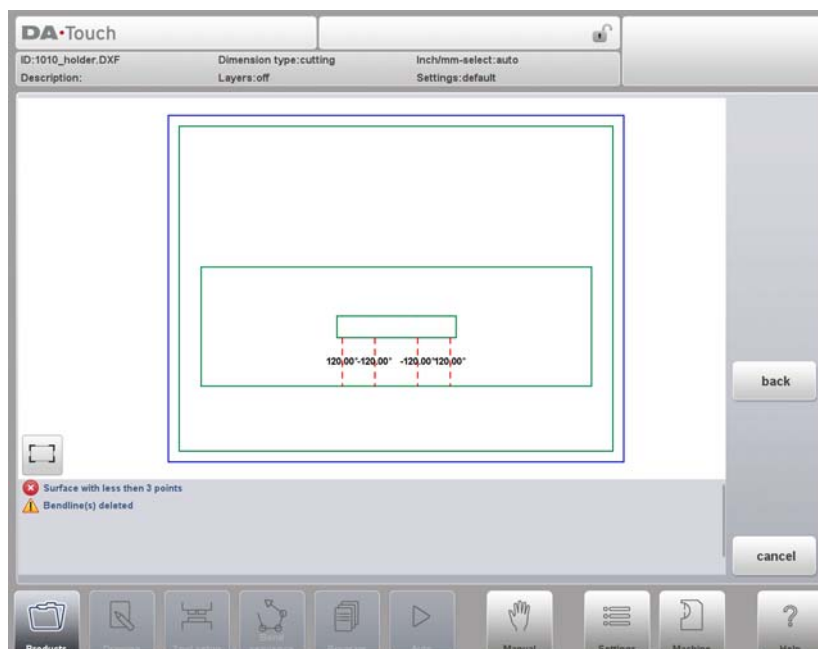 DA•Touch
ID:1010_holder.DXF Dimension type:cutting Inch/mm-select:auto
Description: Layers:off Settings:default
120,00°-120,00° -120,00°120,00°
back
Surface with less then 3 points
Bendline(s) deleted
cancel
Products Manual Settings Machine Help